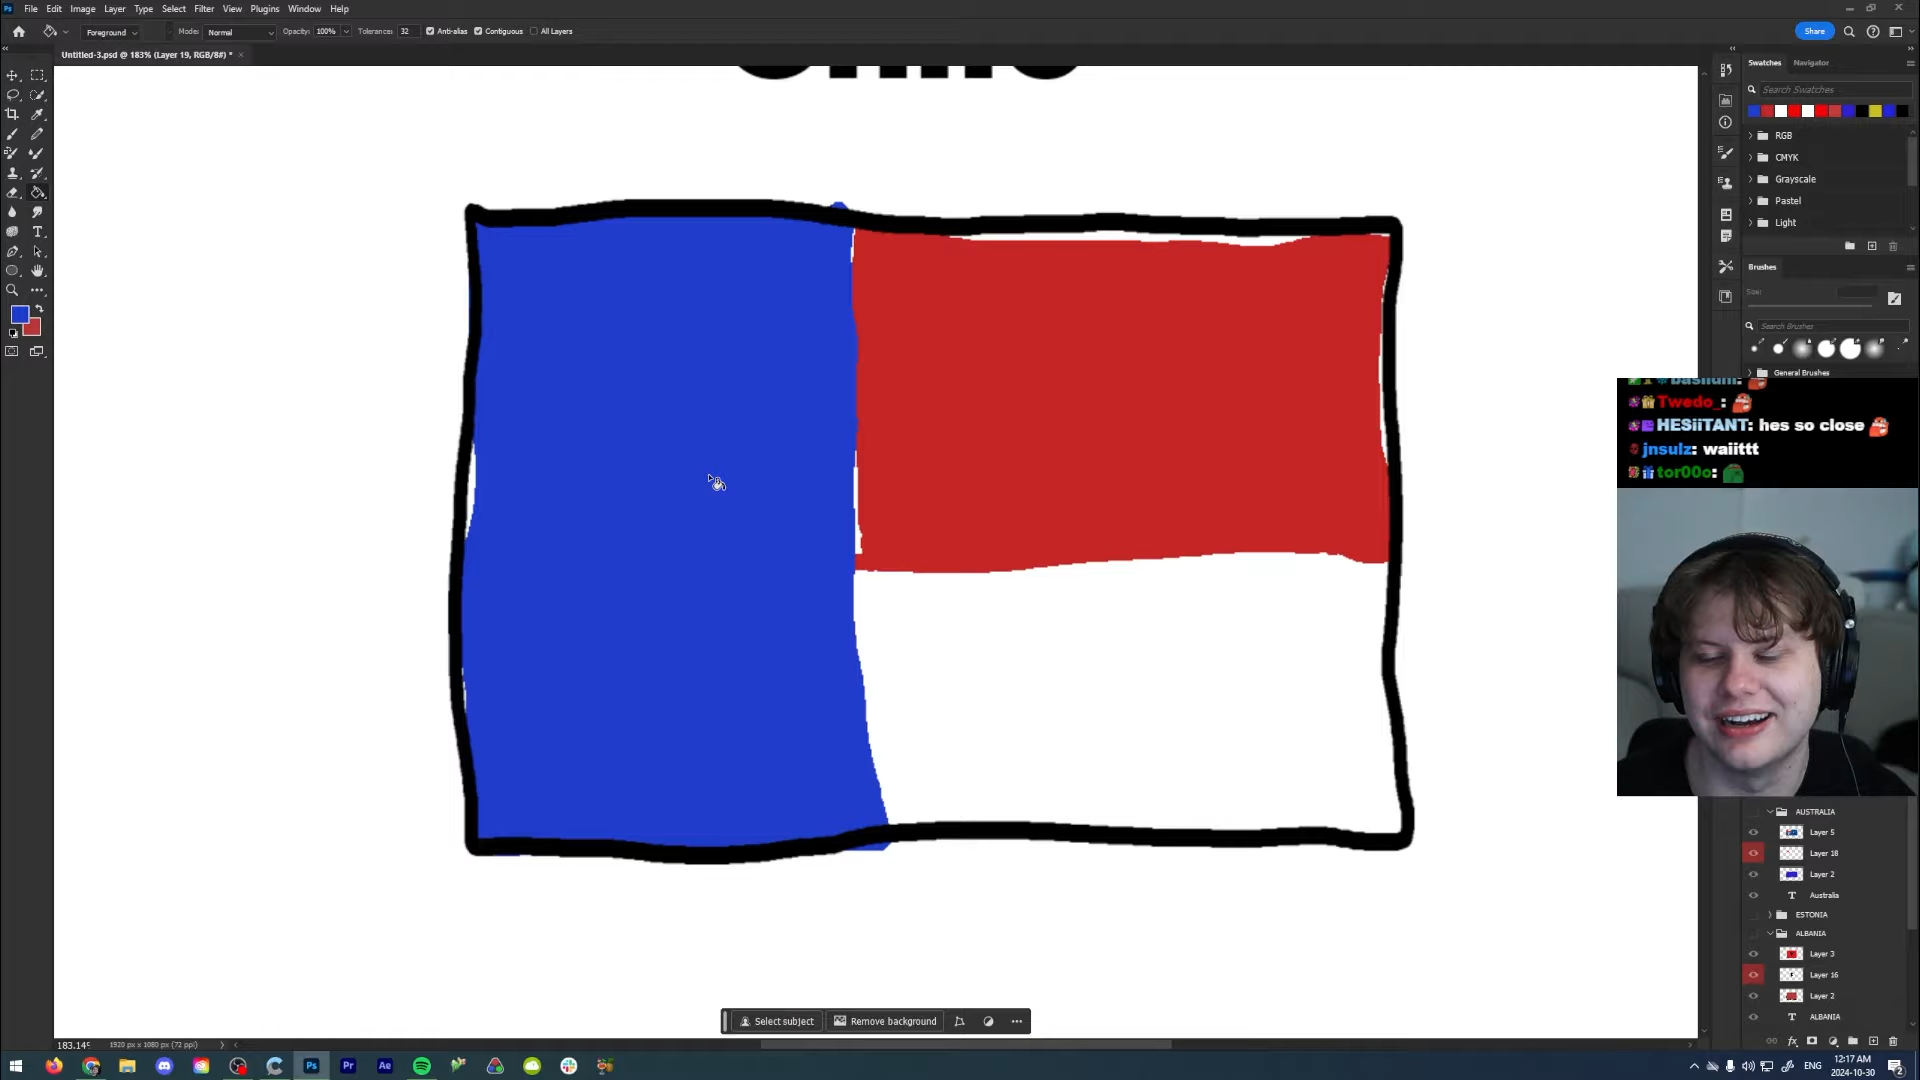 File Edit Image Layer Type Select Filter View Plugins Window Help
Foreground Mode: Normal Opacity: 100% Tolerance: 32 Anti-alias Contiguous All Layers Share
Untitled-3.psd @ 183% (Layer 19, RGB/8#) *
Swatches Navigator
Search Swatches
RGB
CMYK
Grayscale
Pastel
Light
Brushes
Size:
Search Brushes
General Brushes
Twedo_:
HESiiTANT: hes so close
jnsulz: waiittt
tor00o:
AUSTRALIA
Layer 5
Layer 18
Layer 2
Australia
ESTONIA
ALBANIA
Layer 3
Layer 16
Layer 2
ALBANIA
Select subject Remove background
1920 px x 1080 px (72 ppi)
ENG 12:17 AM
2024-10-30